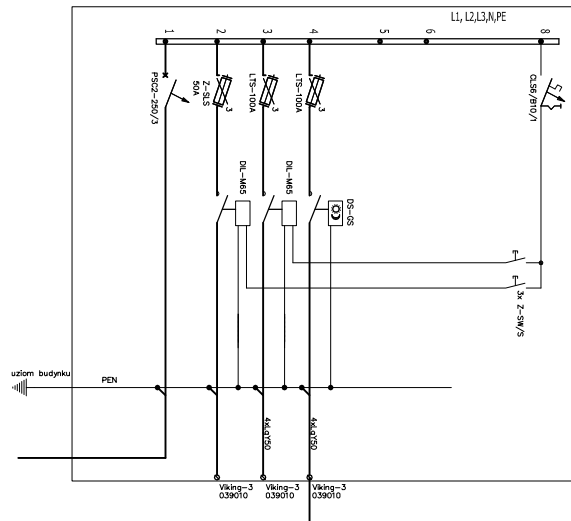 L1, L2,L3,N,PE
1
2
3
4
5
6
8
PSC2-250/3
Z-SLS
50A
3
LTS-100A
3
LTS-100A
3
CLS6/B10/1
DIL-M65
DIL-M65
DS-GS
3x Z-SW/S
uziom budynku
PEN
4xLgY50
4xLgY50
Viking-3
039010
Viking-3
039010
Viking-3
039010